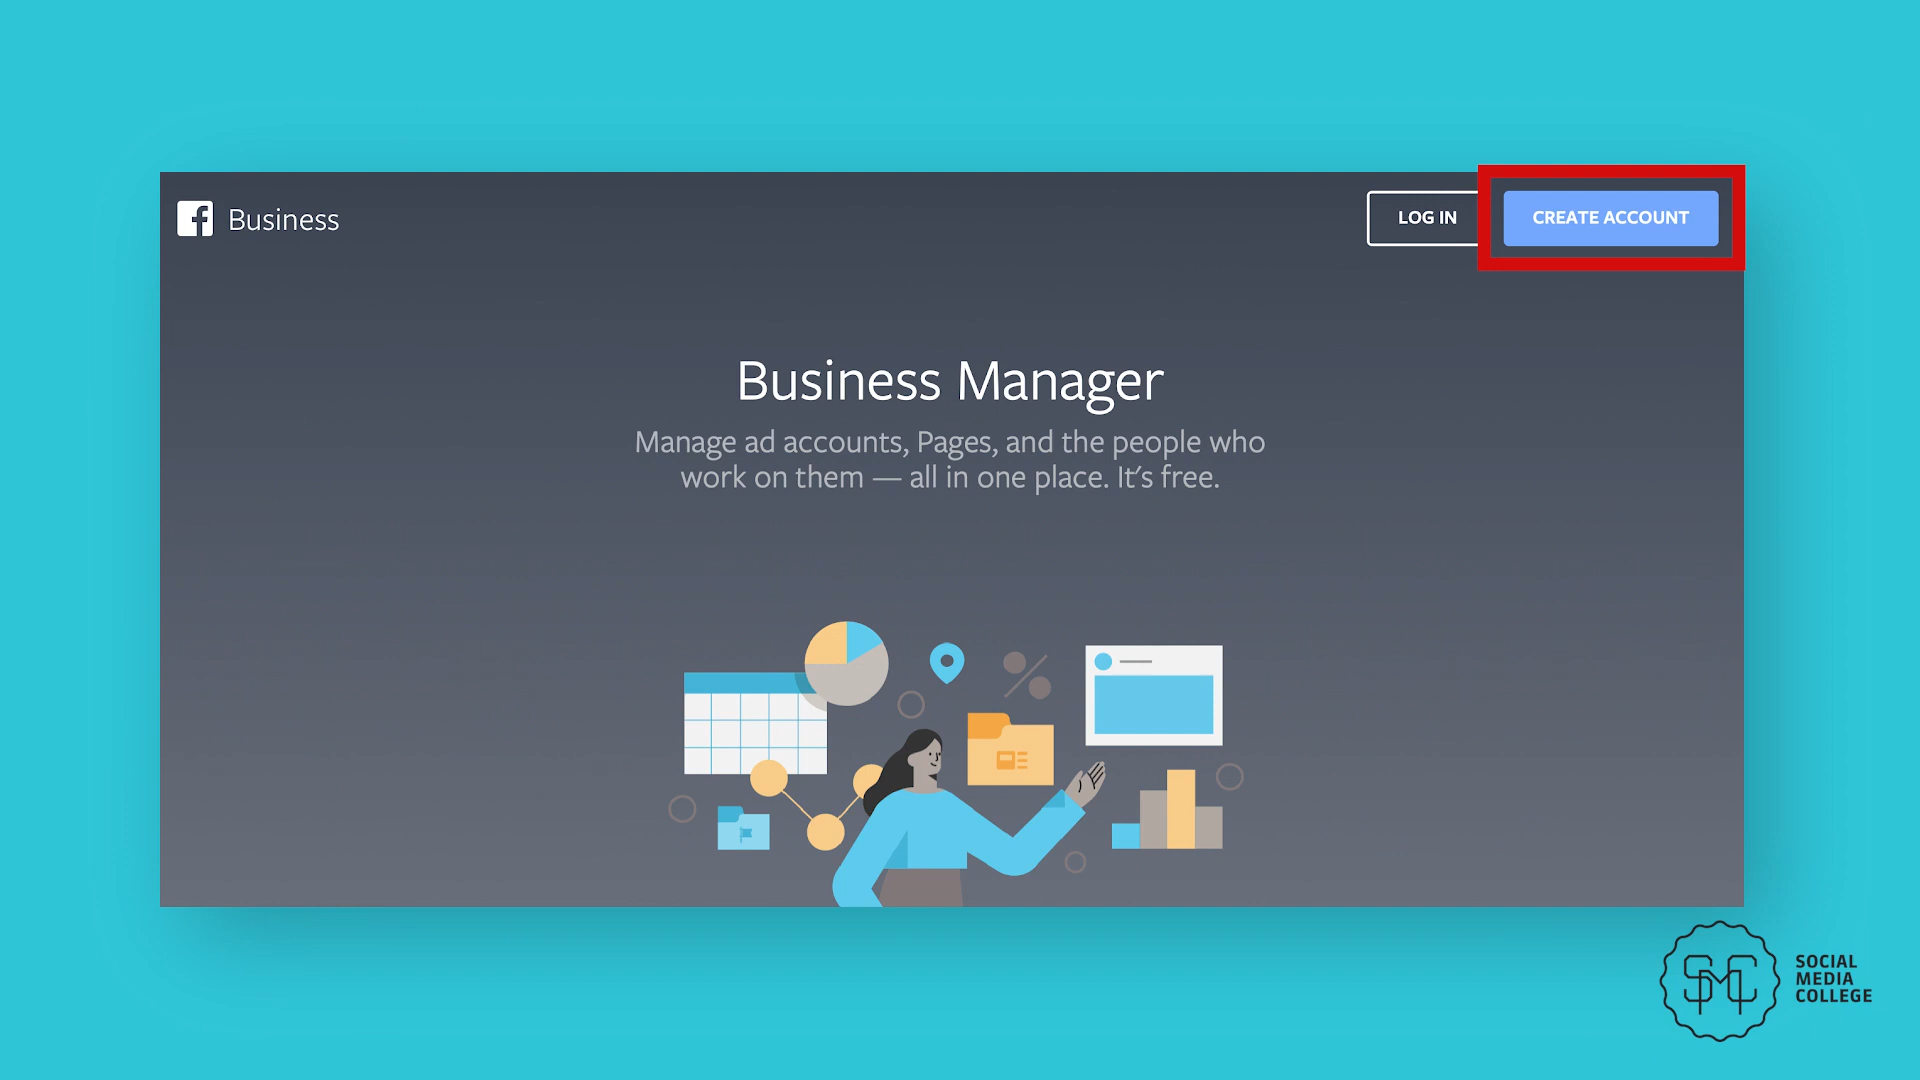 Business
LOG IN
CREATE ACCOUNT
Business Manager
Manage ad accounts, Pages, and the people who
work on them — all in one place. It's free.
SMC
SOCIAL
MEDIA
COLLEGE